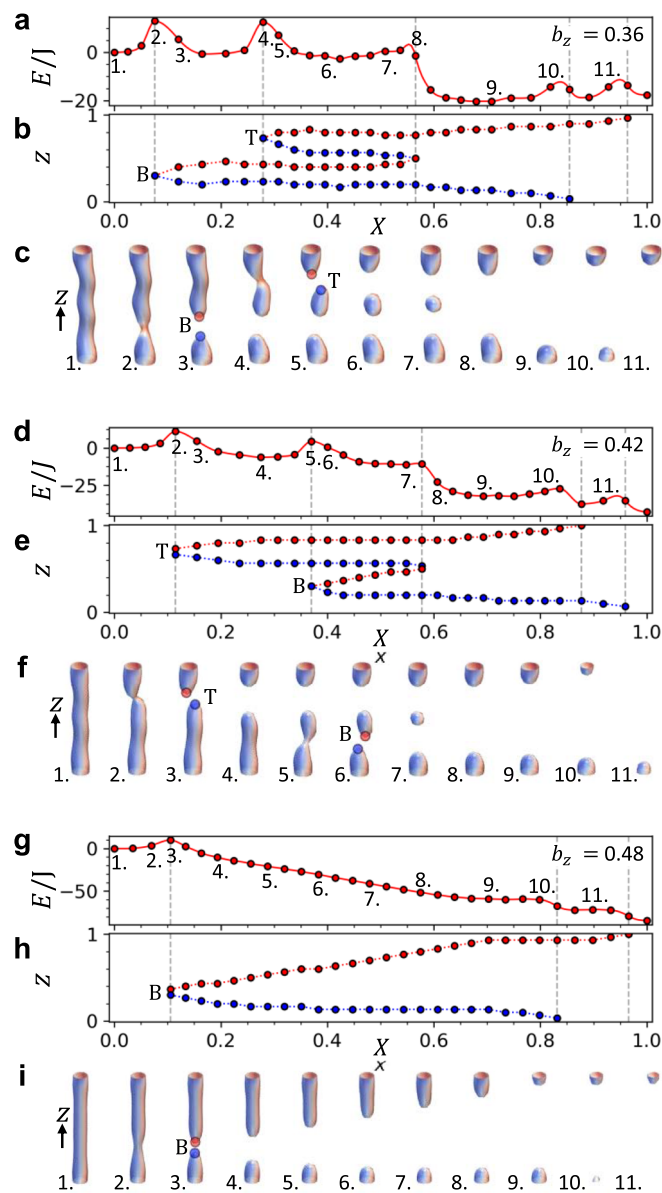 a
E/J
0
−20
b_z = 0.36
1. 2. 3. 4. 5. 6. 7. 8. 9. 10. 11.
b
z
1
0
T
B
0.0 0.2 0.4 X 0.6 0.8 1.0
c
z
T
B
1. 2. 3. 4. 5. 6. 7. 8. 9. 10. 11.
d
E/J
0
−25
b_z = 0.42
1. 2. 3. 4. 5. 6. 7. 8. 9. 10. 11.
e
z
1
0
T
B
0.0 0.2 0.4 X 0.6 0.8 1.0
x
f
z
T
B
1. 2. 3. 4. 5. 6. 7. 8. 9. 10. 11.
g
E/J
0
−50
b_z = 0.48
1. 2. 3. 4. 5. 6. 7. 8. 9. 10. 11.
h
z
1
0
B
0.0 0.2 0.4 X 0.6 0.8 1.0
x
i
z
B
1. 2. 3. 4. 5. 6. 7. 8. 9. 10. 11.